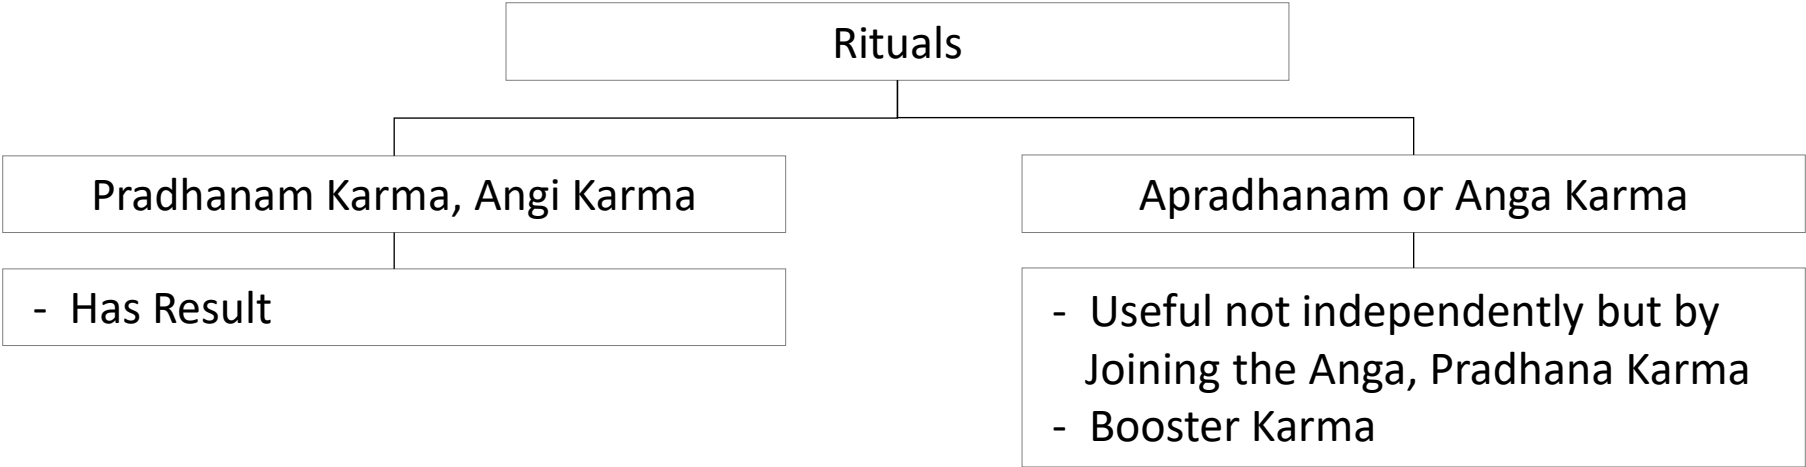 Rituals
Pradhanam Karma, Angi Karma
Apradhanam or Anga Karma
- Has Result
- Useful not independently but by
Joining the Anga, Pradhana Karma
- Booster Karma